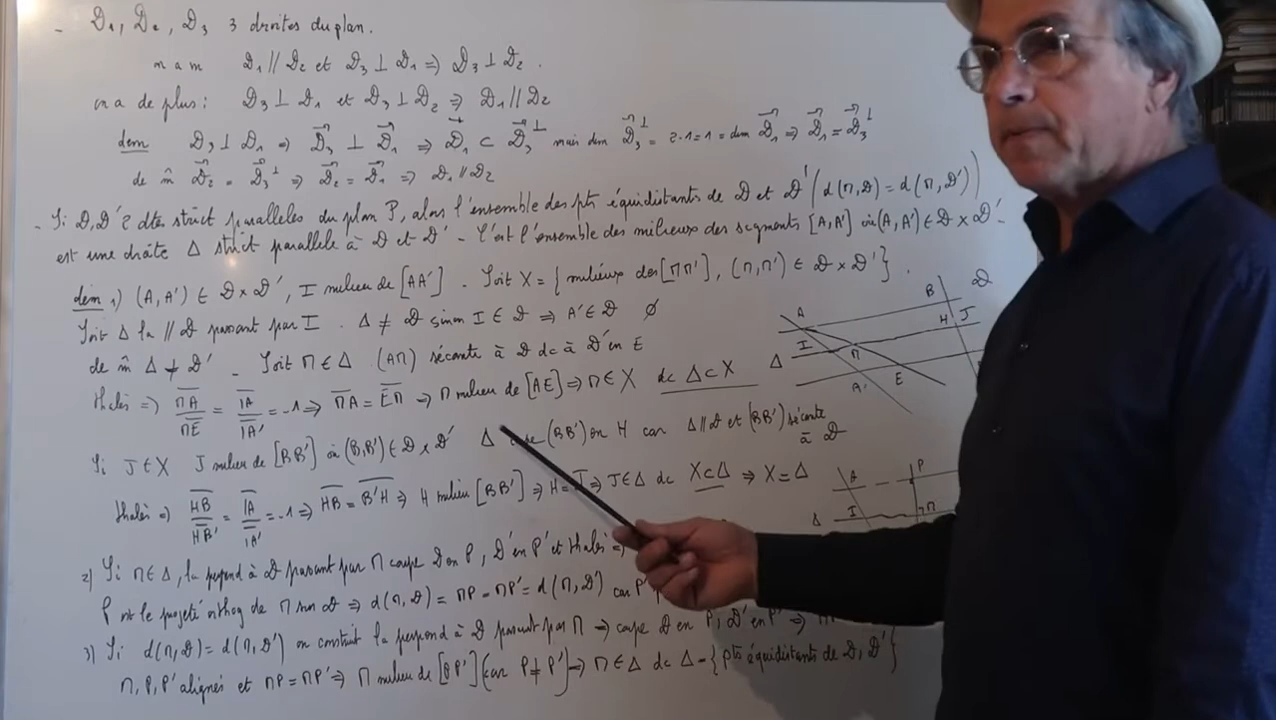 - D₁, D₂, D₃ 3 droites du plan.
on a m D₁ // D₂ et D₃ ⊥ D₁ ⇒ D₃ ⊥ D₂.
on a de plus : D₃ ⊥ D₁ et D₃ ⊥ D₂ ⇒ D₁ // D₂
dem D₃ ⊥ D₁ ⇒ D⃗₃ ⊥ D⃗₁ ⇒ D⃗₁ ⊂ D⃗₃^⊥ mais dim D⃗₃^⊥ = 2-1=1 = dim D⃗₁ ⇒ D⃗₁ = D⃗₃^⊥
de m̂ D⃗₂ = D⃗₃^⊥ ⇒ D⃗₂ = D⃗₁ ⇒ D₁ // D₂
- Si D, D' 2 dtes strict parallèles du plan P, alors l'ensemble des pts équidistants de D et D' (d(M,D) = d(M,D'))
est une droite Δ strict parallèle à D et D' - C'est l'ensemble des milieux des segments [A,A'] où (A,A') ∈ D × D' -
dem 1) (A,A') ∈ D × D', I milieu de [AA']. Soit X = { milieux des [MM'], (M,M') ∈ D × D' }.
Soit Δ la // D passant par I. Δ ≠ D sinon I ∈ D ⇒ A' ∈ D ∅
de m̂ Δ ≠ D' - Soit M ∈ Δ (AM) sécante à D dc à D' en E
thalès ⇒ MA/ME = IA/IA' = -1 ⇒ MA = EM ⇒ M milieu de [AE] ⇒ M ∈ X dc Δ ⊂ X
Si J ∈ X J milieu de [BB'] où (B,B') ∈ D × D' Δ (BB') en H car Δ // D et (BB') sécante
à D
thalès ⇒ HB/HB' = IA/IA' = -1 ⇒ HB = B'H ⇒ H milieu [BB'] ⇒ H = J ⇒ J ∈ Δ dc X ⊂ Δ ⇒ X = Δ
2) Si M ∈ Δ, la perpend à D passant par M coupe D en P, D' en P' et thalès ⇒
P est le projeté orthog de M sur D ⇒ d(M,D) = MP = MP' = d(M,D') car P'
3) Si d(M,D) = d(M,D') on construit la perpend à D passant par M → coupe D en P, D' en P' ⇒
M, P, P' alignés et MP = MP' ⇒ M milieu de [PP'] (car P ≠ P') ⇒ M ∈ Δ dc Δ = { pts équidistants de D, D' }
A B D
I M H J
Δ A' E
A P
I M
Δ